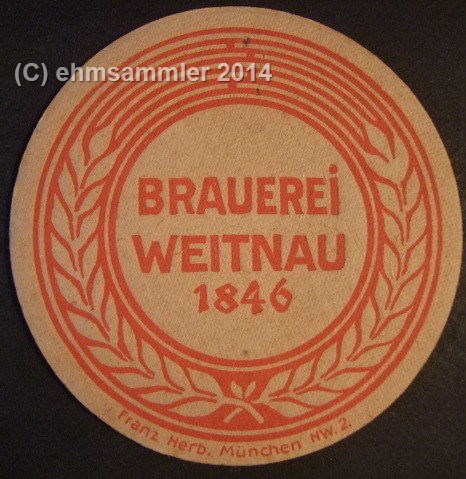 (C) ehmsammler 2014
BRAUEREi
WEITNAU
1846
Franz Herb. München NW. 2.